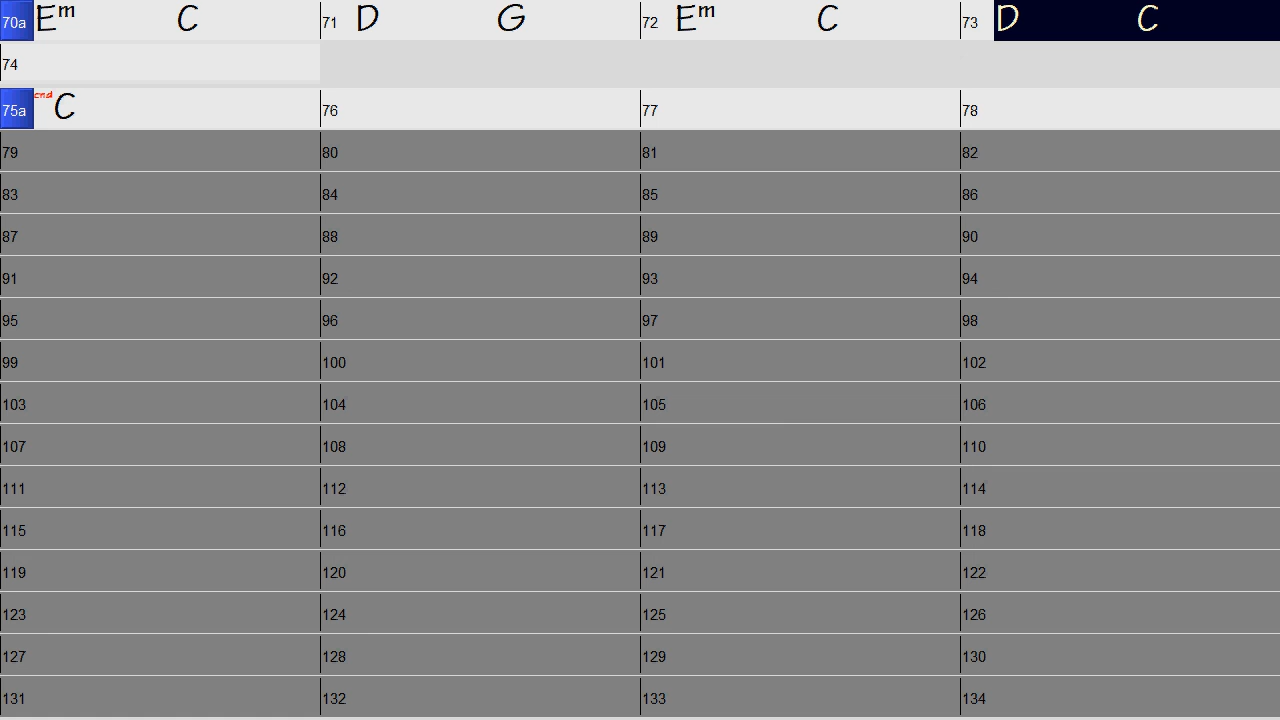 70a Em C 71 D G 72 Em C 73 D C
74
75a end C 76 77 78
79 80 81 82
83 84 85 86
87 88 89 90
91 92 93 94
95 96 97 98
99 100 101 102
103 104 105 106
107 108 109 110
111 112 113 114
115 116 117 118
119 120 121 122
123 124 125 126
127 128 129 130
131 132 133 134